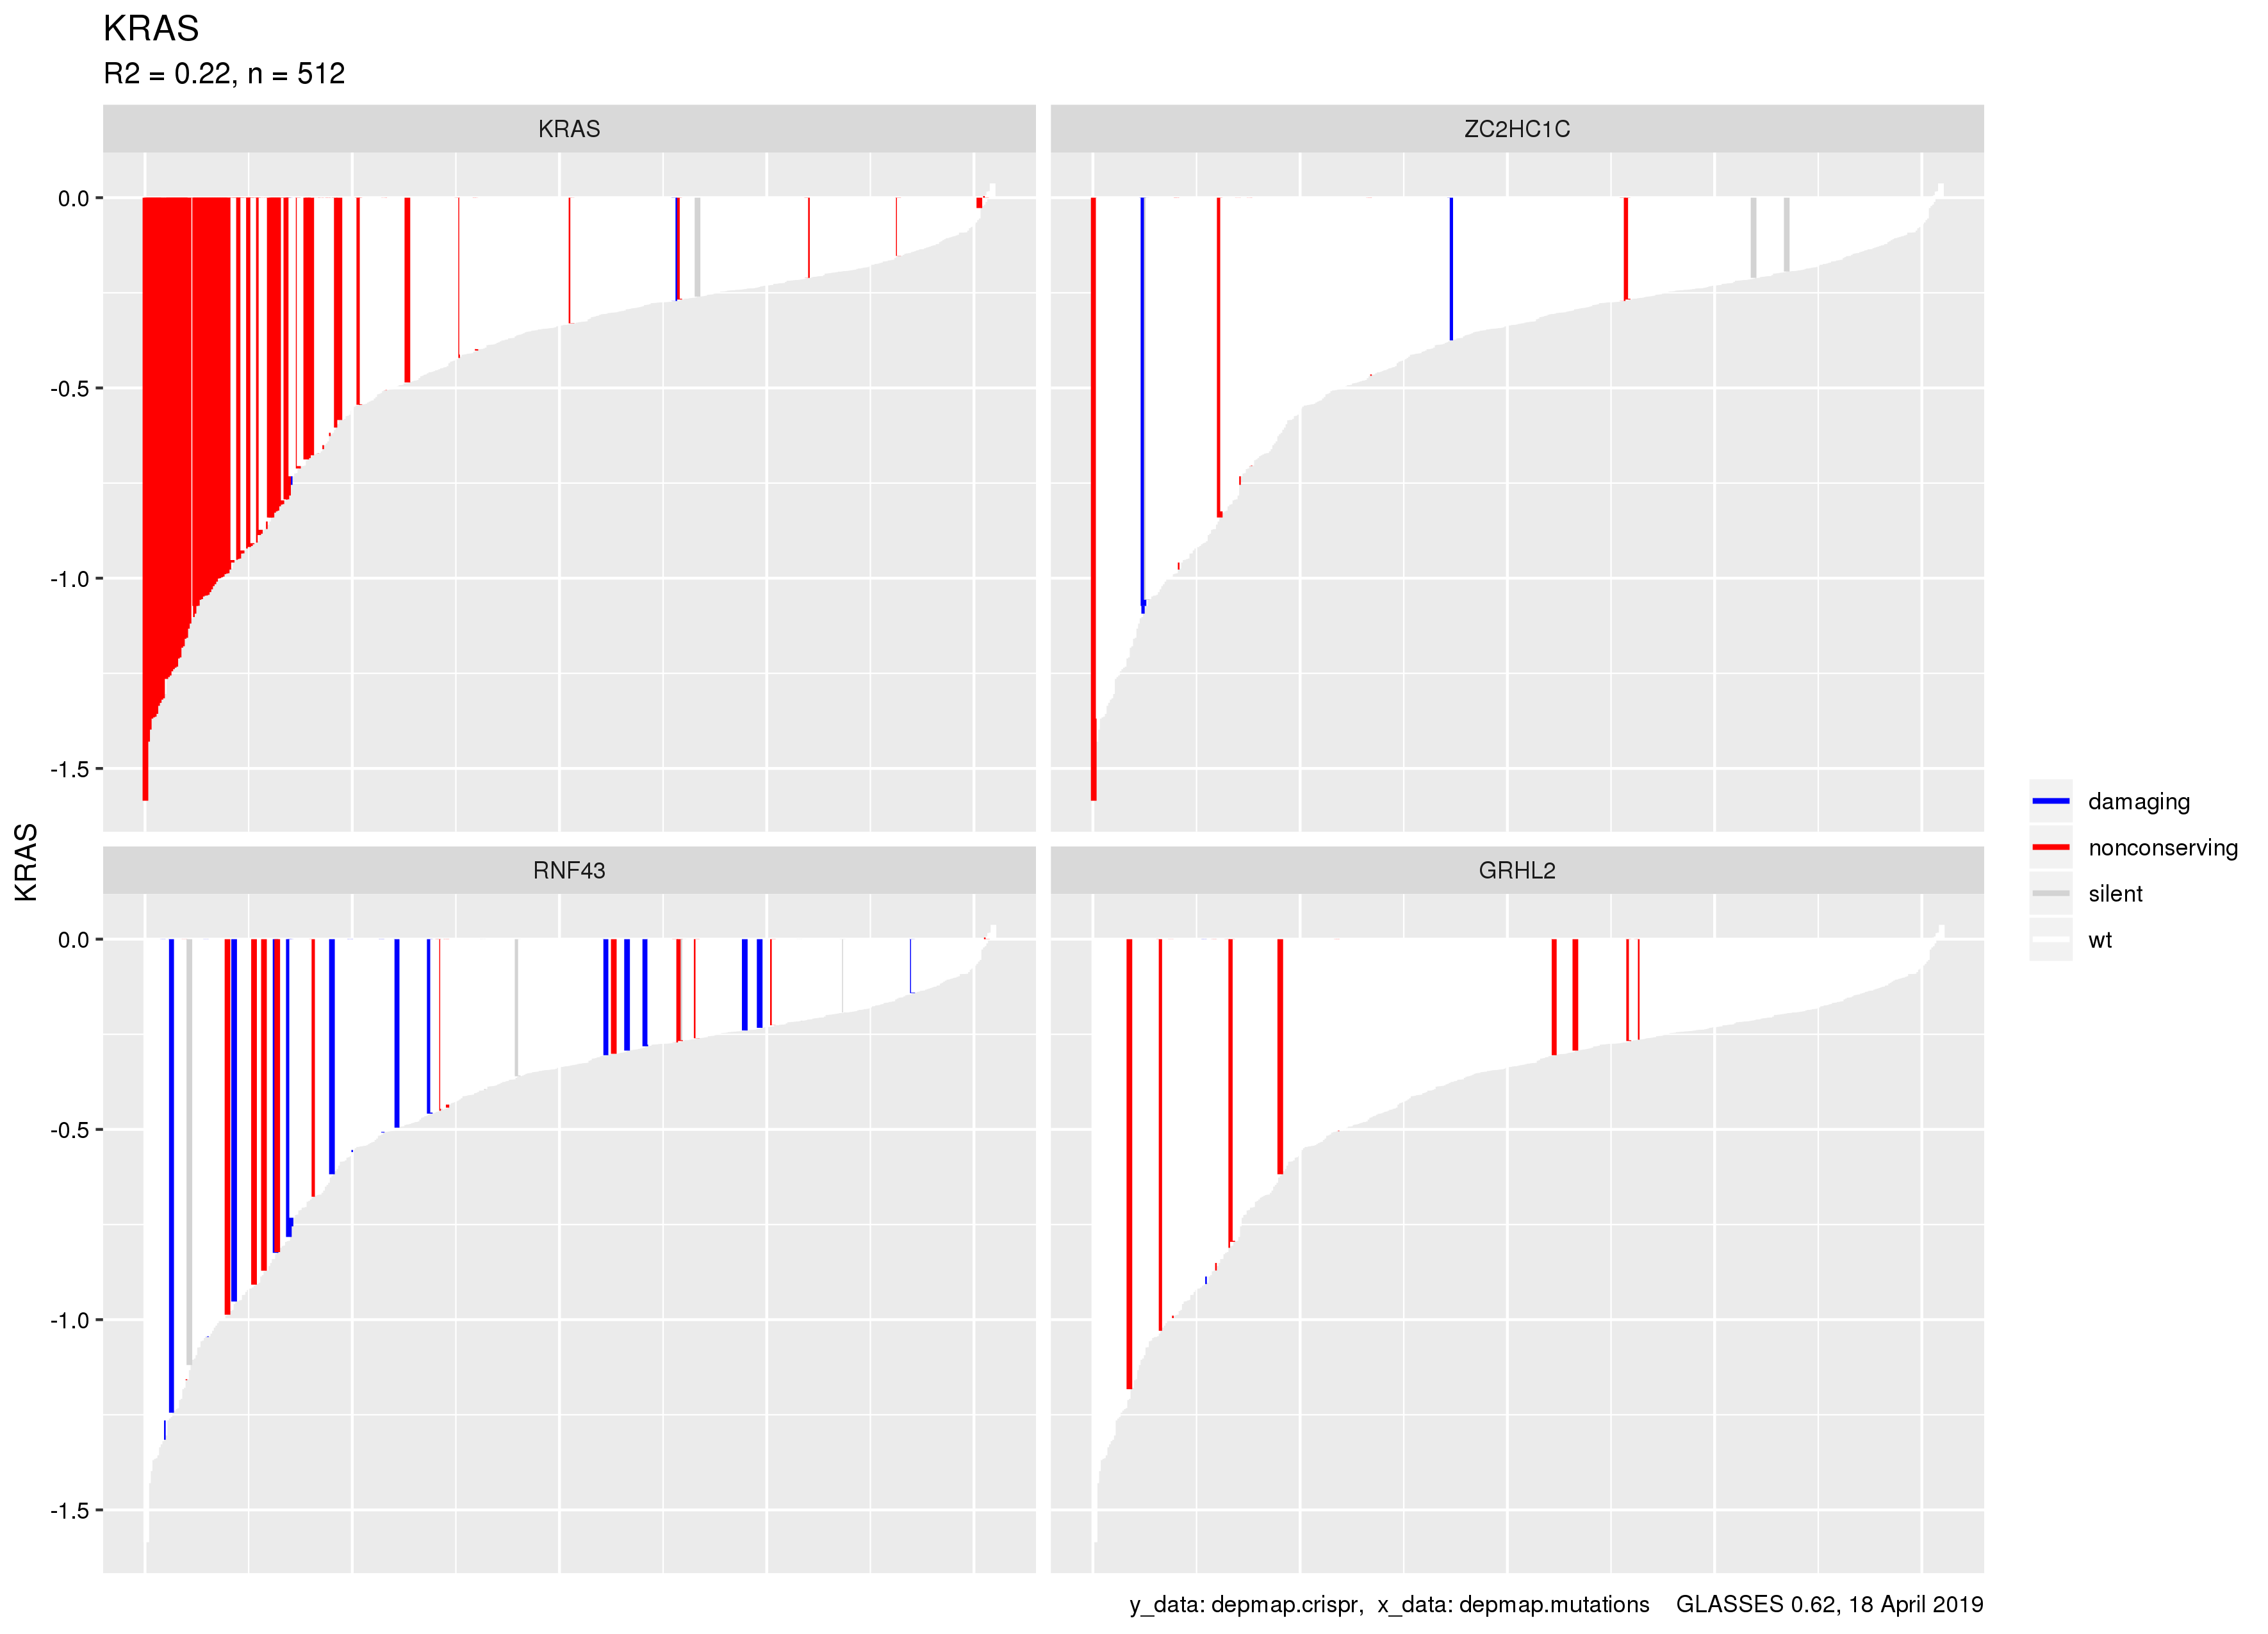 KRAS
R2 = 0.22, n = 512
KRAS
ZC2HC1C
0.0
-0.5
-1.0
-1.5
RNF43
GRHL2
0.0
-0.5
-1.0
-1.5
KRAS
damaging
nonconserving
silent
wt
y_data: depmap.crispr, x_data: depmap.mutations GLASSES 0.62, 18 April 2019